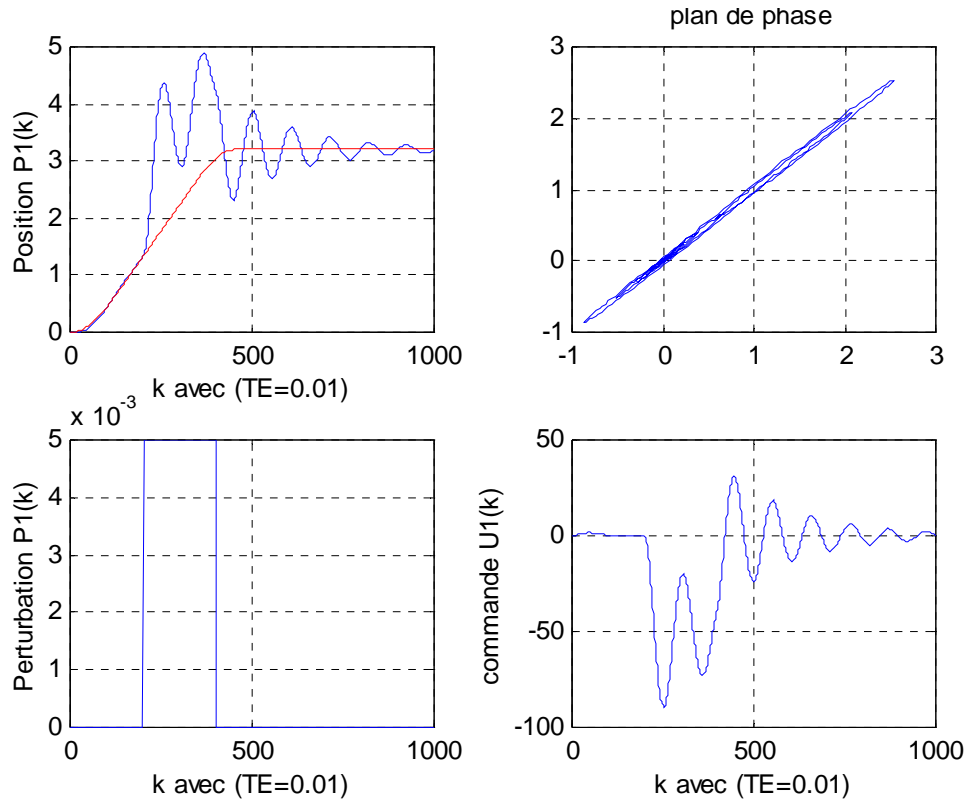 plan de phase
Position P1(k)
5
4
3
2
1
0
0 500 1000
k avec (TE=0.01)
3
2
1
0
-1
-1 0 1 2 3
x 10^-3
Perturbation P1(k)
5
4
3
2
1
0
0 500 1000
k avec (TE=0.01)
commande U1(k)
50
0
-50
-100
0 500 1000
k avec (TE=0.01)